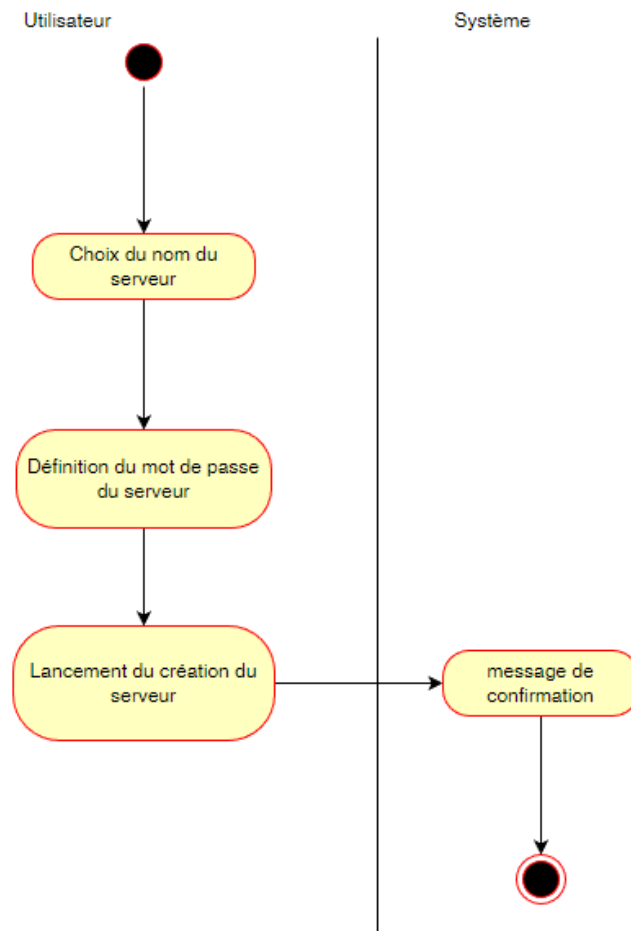 Utilisateur
Système
Choix du nom du
serveur
Définition du mot de passe
du serveur
Lancement du création du
serveur
message de
confirmation